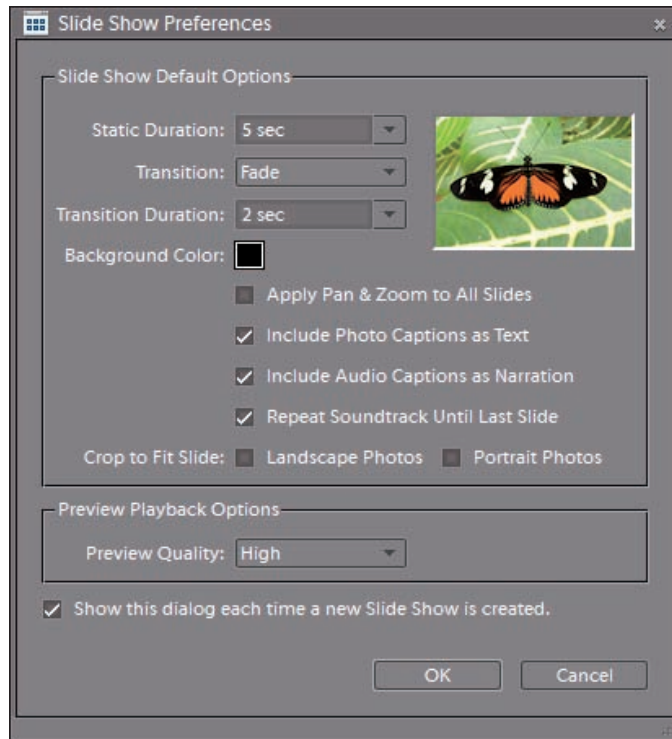 Slide Show Preferences
Slide Show Default Options
Static Duration: 5 sec
Transition: Fade
Transition Duration: 2 sec
Background Color:
Apply Pan & Zoom to All Slides
Include Photo Captions as Text
Include Audio Captions as Narration
Repeat Soundtrack Until Last Slide
Crop to Fit Slide: Landscape Photos Portrait Photos
Preview Playback Options
Preview Quality: High
Show this dialog each time a new Slide Show is created.
OK Cancel